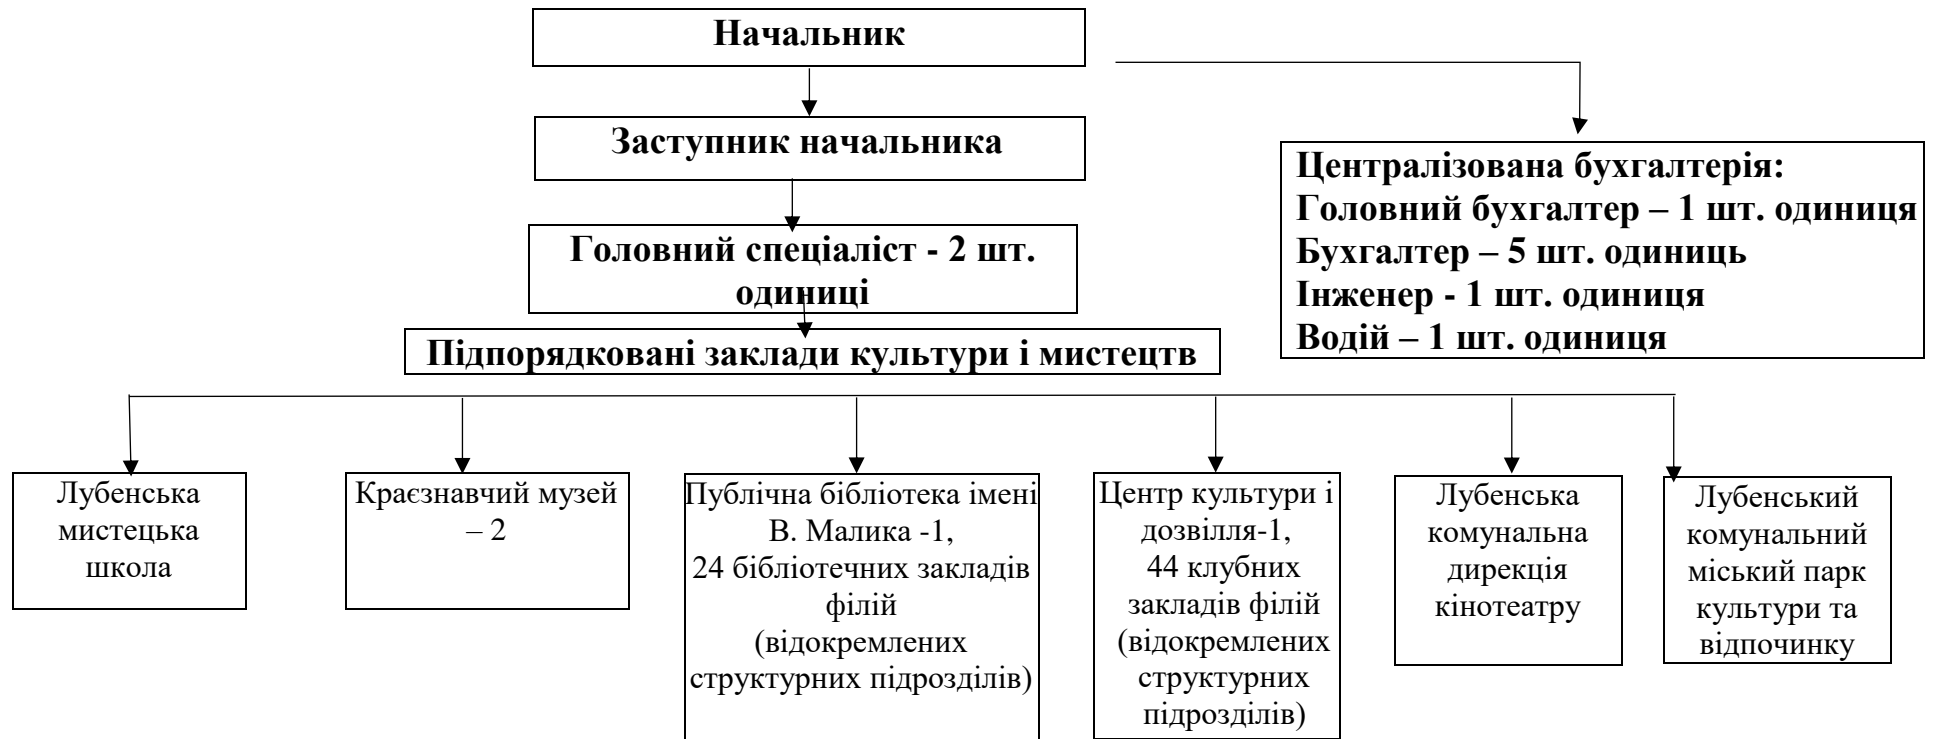 Начальник
Заступник начальника
Централізована бухгалтерія:
Головний бухгалтер – 1 шт. одиниця
Бухгалтер – 5 шт. одиниць
Інженер - 1 шт. одиниця
Водій – 1 шт. одиниця
Головний спеціаліст - 2 шт.
одиниці
Підпорядковані заклади культури і мистецтв
Лубенська
мистецька
школа
Краєзнавчий музей
– 2
Публічна бібліотека імені
В. Малика -1,
24 бібліотечних закладів
філій
(відокремлених
структурних підрозділів)
Центр культури і
дозвілля-1,
44 клубних
закладів філій
(відокремлених
структурних
підрозділів)
Лубенська
комунальна
дирекція
кінотеатру
Лубенський
комунальний
міський парк
культури та
відпочинку